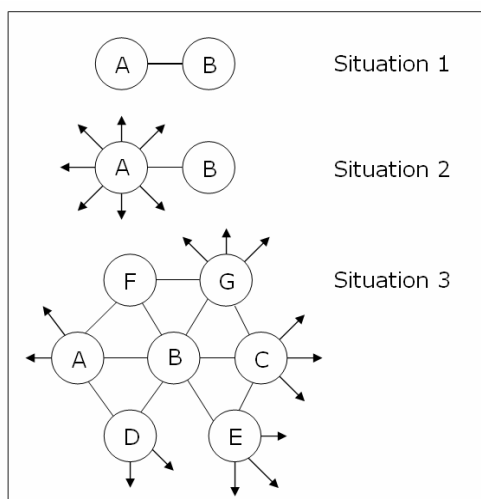 A B Situation 1
A B Situation 2
F G Situation 3
A B C
D E